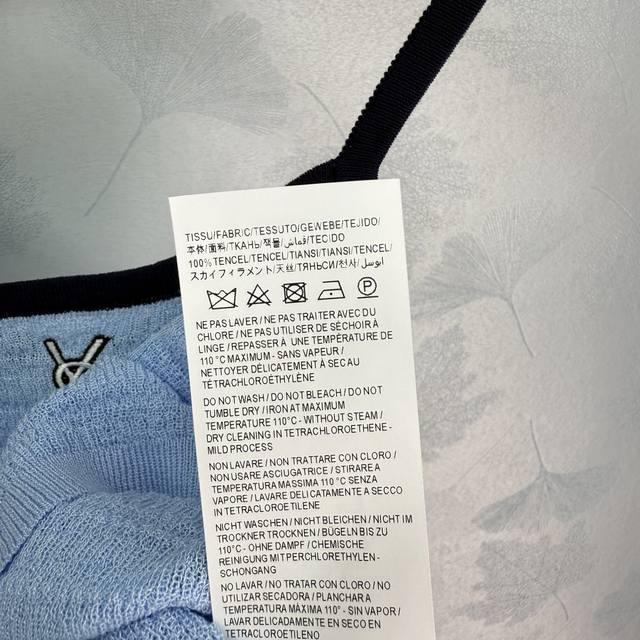 TISSU/FABRIC/TESSUTO/GEWEBE/TEJIDO/
本体/面料/ТКАНЬ/잭물/قماش/TECIDO
100%TENCEL/TENCEL/TIANSI/TIANSI/TENCEL/
スカイフィラメント/天丝/ТЯНЬСИ/천사/ابوسل
P
NE PAS LAVER / NE PAS TRAITER AVEC DU
CHLORE / NE PAS UTILISER DE SÉCHOIR À
LINGE / REPASSER À UNE TEMPÉRATURE DE
110 °C MAXIMUM - SANS VAPEUR /
NETTOYER DÉLICATEMENT À SEC AU
TÉTRACHLOROÉTHYLÈNE
DO NOT WASH / DO NOT BLEACH / DO NOT
TUMBLE DRY / IRON AT MAXIMUM
TEMPERATURE 110°C - WITHOUT STEAM /
DRY CLEANING IN TETRACHLOROETHENE -
MILD PROCESS
NON LAVARE / NON TRATTARE CON CLORO /
NON USARE ASCIUGATRICE / STIRARE A
TEMPERATURA MASSIMA 110 °C SENZA
VAPORE / LAVARE DELICATAMENTE A SECCO
IN TETRACLOROETILENE
NICHT WASCHEN / NICHT BLEICHEN / NICHT IM
TROCKNER TROCKNEN / BÜGELN BIS ZU
110°C - OHNE DAMPF / CHEMISCHE
REINIGUNG MIT PERCHLORETHYLEN -
SCHONGANG
NO LAVAR / NO TRATAR CON CLORO / NO
UTILIZAR SECADORA / PLANCHAR A
TEMPERATURA MÁXIMA 110° - SIN VAPOR /
LAVAR DELICADAMENTE EN SECO EN
TETRACLOROETILENO